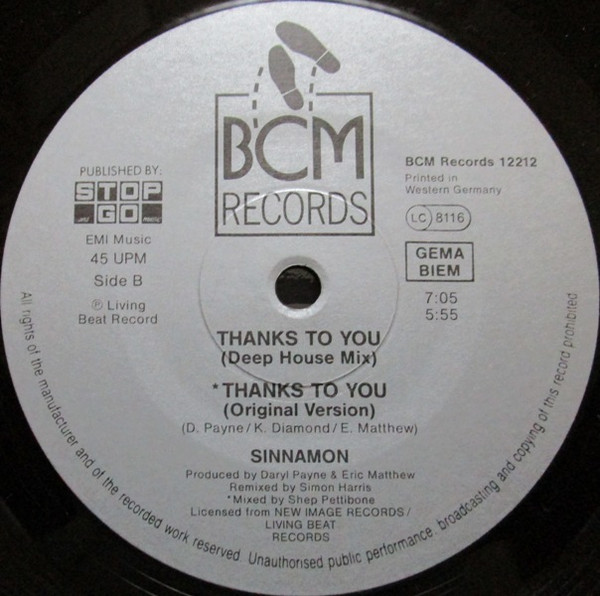 BCM
RECORDS
PUBLISHED BY:
STOP
GO
EMI Music
45 UPM
Side B
Ⓟ Living
Beat Record
BCM Records 12212
Printed in
Western Germany
LC 8116
GEMA
BIEM
7:05
5:55
THANKS TO YOU
(Deep House Mix)
*THANKS TO YOU
(Original Version)
(D. Payne/K. Diamond/E. Matthew)
SINNAMON
Produced by Daryl Payne & Eric Matthew
Remixed by Simon Harris
*Mixed by Shep Pettibone
Licensed from NEW IMAGE RECORDS/
LIVING BEAT
RECORDS
All rights of the manufacturer and of the recorded work reserved. Unauthorised public performance. broadcasting and copying of this record prohibited